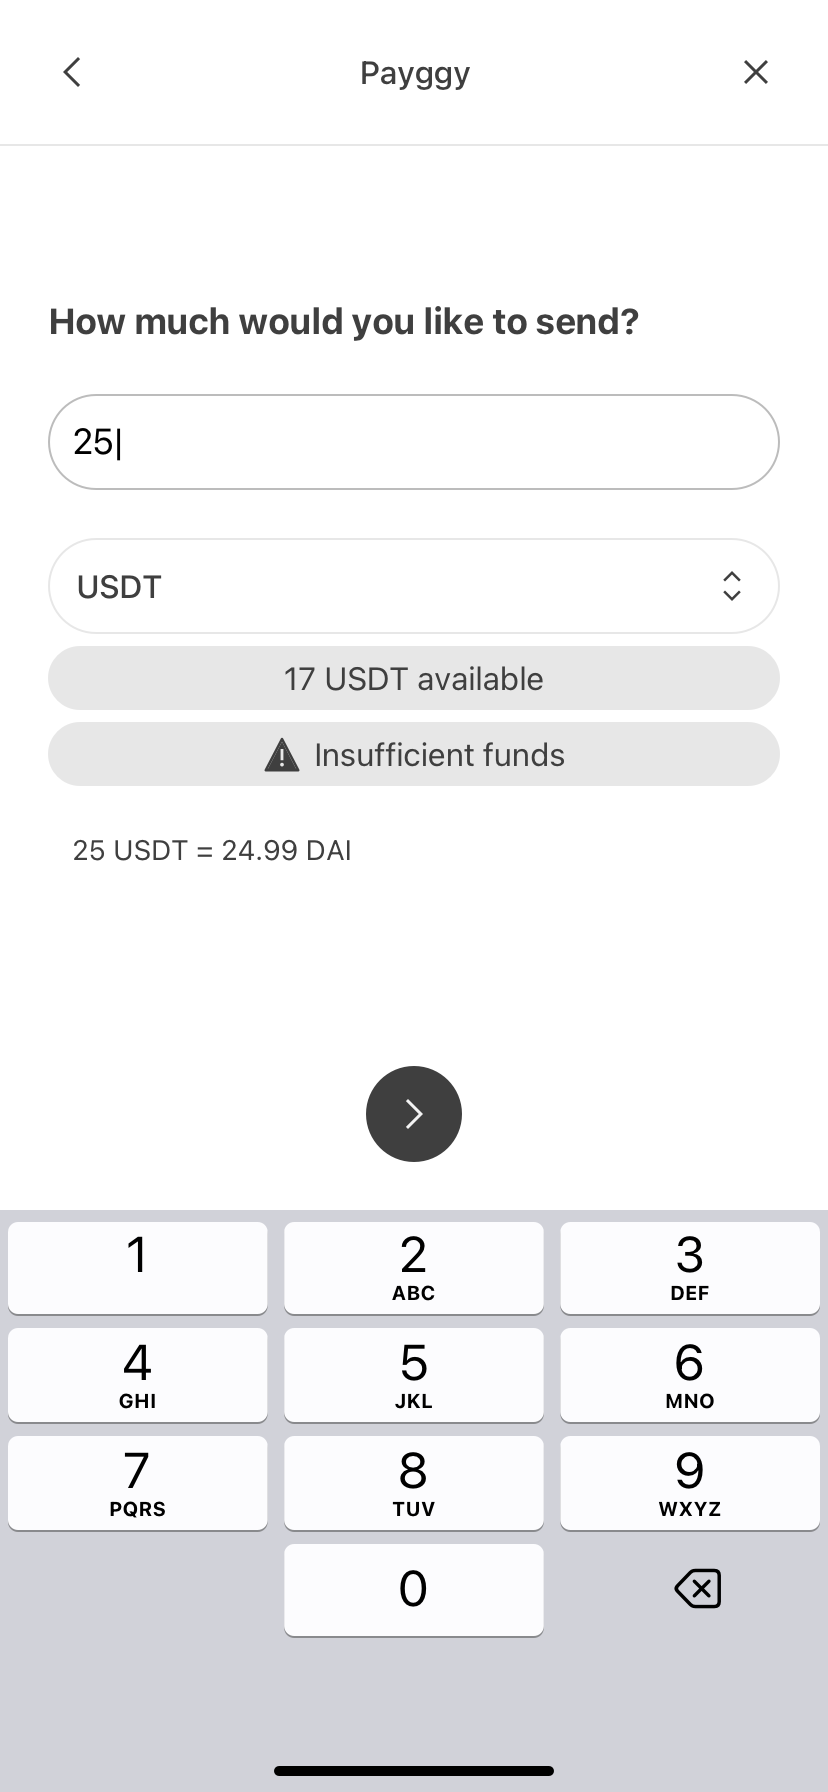 Payggy
How much would you like to send?
25
USDT
17 USDT available
Insufficient funds
25 USDT = 24.99 DAI
1
2
ABC
3
DEF
4
GHI
5
JKL
6
MNO
7
PQRS
8
TUV
9
WXYZ
0